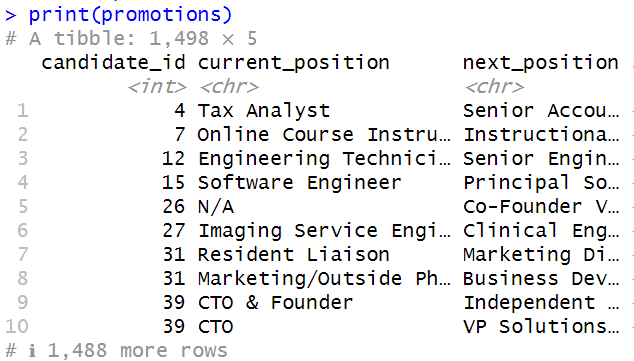 > print(promotions)
# A tibble: 1,498 × 5
candidate_id current_position next_position
<int> <chr> <chr>
1 4 Tax Analyst Senior Accou…
2 7 Online Course Instru… Instructiona…
3 12 Engineering Technici… Senior Engin…
4 15 Software Engineer Principal So…
5 26 N/A Co-Founder V…
6 27 Imaging Service Engi… Clinical Eng…
7 31 Resident Liaison Marketing Di…
8 31 Marketing/Outside Ph… Business Dev…
9 39 CTO & Founder Independent …
10 39 CTO VP Solutions…
# ℹ 1,488 more rows